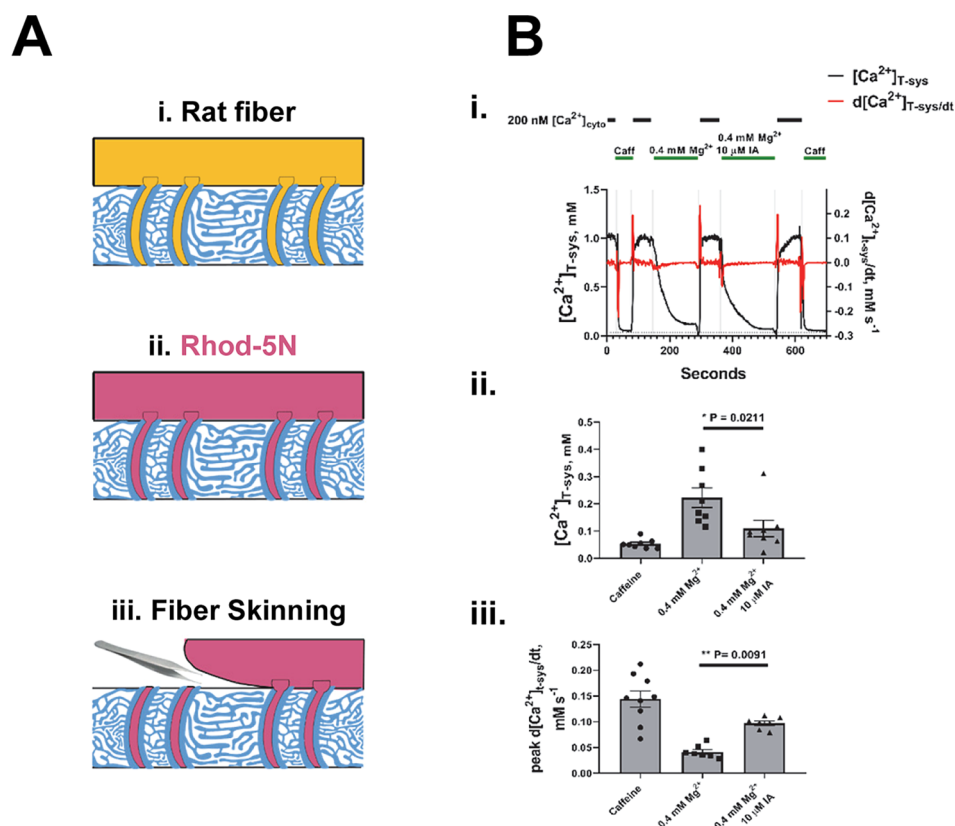 A
i. Rat fiber
ii. Rhod-5N
iii. Fiber Skinning
B
i.
[Ca²⁺]T-sys
d[Ca²⁺]T-sys/dt
200 nM [Ca²⁺]cyto
Caff
0.4 mM Mg²⁺
0.4 mM Mg²⁺
10 µM IA
Caff
[Ca²⁺]T-sys, mM
1.5
1.0
0.5
0.0
0
200
400
600
Seconds
0.2
0.1
0.0
-0.1
-0.2
-0.3
d[Ca²⁺]t-sys/dt, mM s⁻¹
ii.
* P = 0.0211
[Ca²⁺]T-sys, mM
0.5
0.4
0.3
0.2
0.1
0.0
Caffeine
0.4 mM Mg²⁺
0.4 mM Mg²⁺
10 µM IA
iii.
** P= 0.0091
peak d[Ca²⁺]t-sys/dt,
mM s⁻¹
0.25
0.20
0.15
0.10
0.05
0.00
Caffeine
0.4 mM Mg²⁺
0.4 mM Mg²⁺
10 µM IA